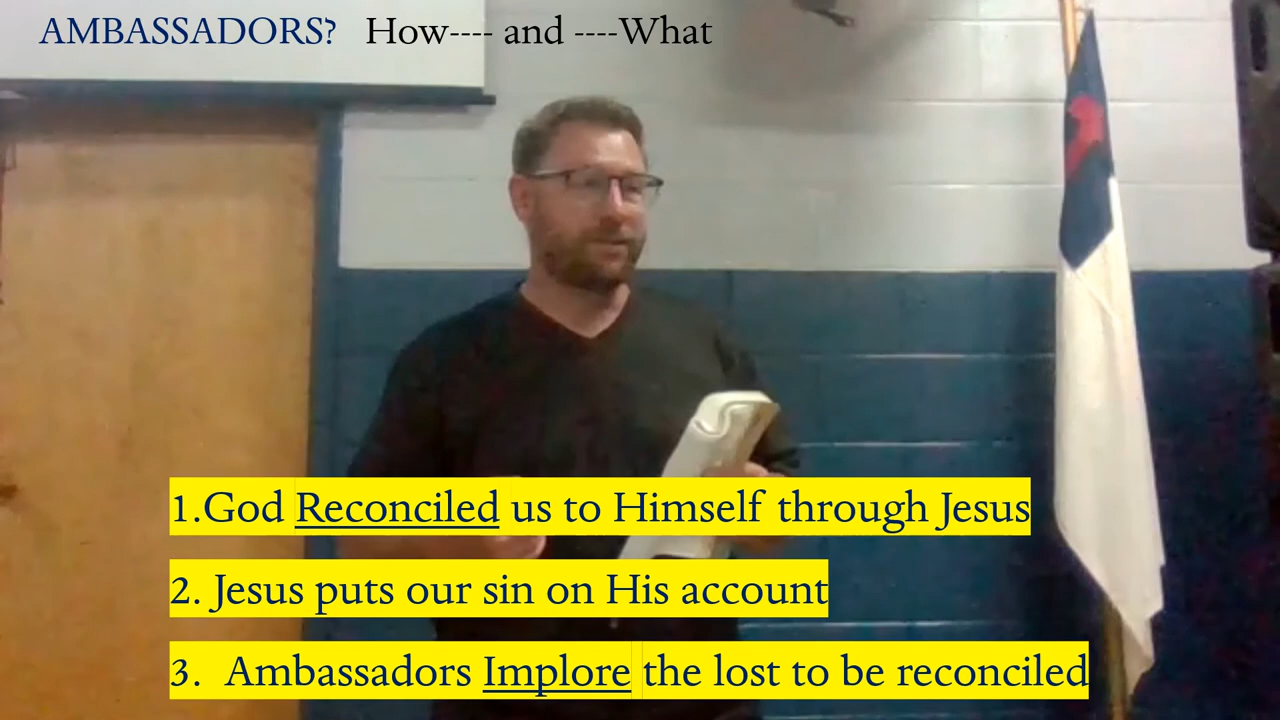 AMBASSADORS? How---- and ----What
1.God Reconciled us to Himself through Jesus
2. Jesus puts our sin on His account
3. Ambassadors Implore the lost to be reconciled